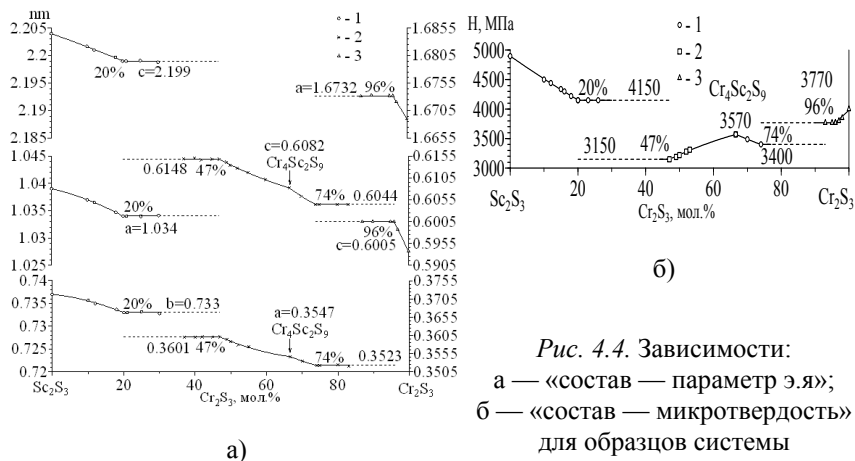 nm
2.205
2.2
2.195
2.19
2.185
1.045
1.04
1.035
1.03
1.025
0.74
0.735
0.73
0.725
0.72
20%
c=2.199
o - 1
× - 2
△ - 3
a=1.6732
96%
1.6855
1.6805
1.6755
1.6705
1.6655
c=0.6082
Cr₄Sc₂S₉
0.6148
47%
74%
0.6044
20%
a=1.034
96%
c=0.6005
0.6155
0.6105
0.6055
0.6005
0.5955
0.5905
20%
b=0.733
a=0.3547
Cr₄Sc₂S₉
0.3601
47%
74%
0.3523
0.3755
0.3705
0.3655
0.3605
0.3555
0.3505
Sc₂S₃
0
20
40
60
80
100
Cr₂S₃, мол.%
Cr₂S₃
а)
H, МПа
5000
4500
4000
3500
3000
o - 1
□ - 2
△ - 3
20%
4150
Cr₄Sc₂S₉
3770
96%
3570
3150
47%
74%
3400
0
20
40
60
80
100
Sc₂S₃
Cr₂S₃, мол.%
Cr₂S₃
б)
Рис. 4.4. Зависимости:
а — «состав — параметр э.я»;
б — «состав — микротвердость»
для образцов системы